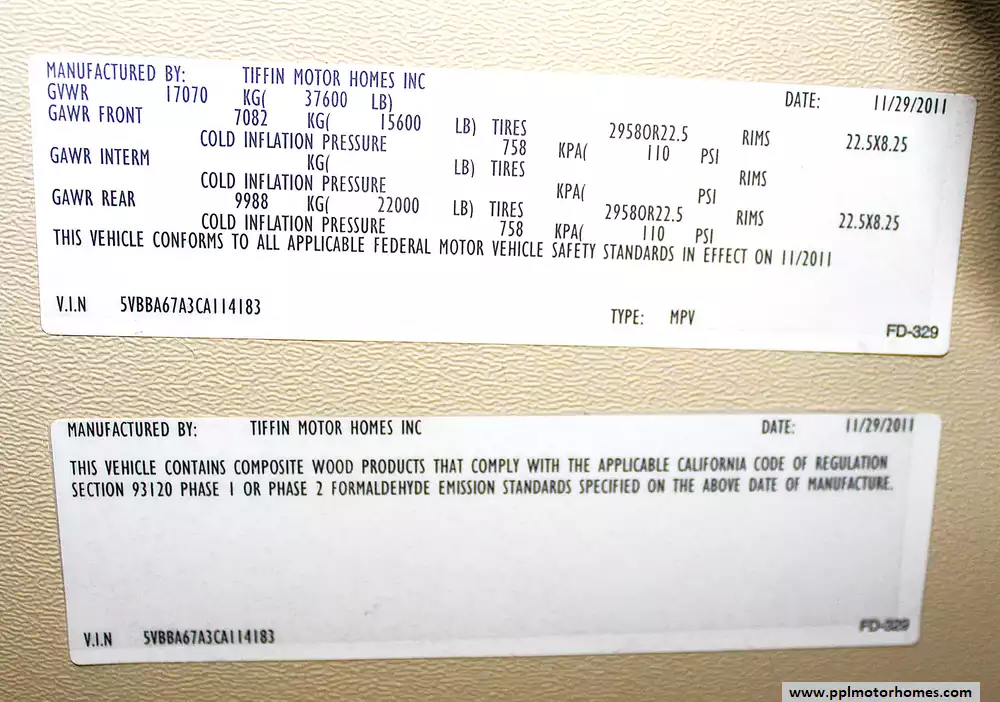 MANUFACTURED BY: TIFFIN MOTOR HOMES INC DATE: 11/29/2011
GVWR 17070 KG( 37600 LB)
GAWR FRONT 7082 KG( 15600 LB) TIRES 29580R22.5 RIMS 22.5X8.25
COLD INFLATION PRESSURE 758 KPA( 110 PSI
GAWR INTERM KG( LB) TIRES RIMS
COLD INFLATION PRESSURE KPA( PSI
GAWR REAR 9988 KG( 22000 LB) TIRES 29580R22.5 RIMS 22.5X8.25
COLD INFLATION PRESSURE 758 KPA( 110 PSI
THIS VEHICLE CONFORMS TO ALL APPLICABLE FEDERAL MOTOR VEHICLE SAFETY STANDARDS IN EFFECT ON 11/2011
V.I.N 5VBBA67A3CA114183 TYPE: MPV
FD-329
MANUFACTURED BY: TIFFIN MOTOR HOMES INC DATE: 11/29/2011
THIS VEHICLE CONTAINS COMPOSITE WOOD PRODUCTS THAT COMPLY WITH THE APPLICABLE CALIFORNIA CODE OF REGULATION
SECTION 93120 PHASE 1 OR PHASE 2 FORMALDEHYDE EMISSION STANDARDS SPECIFIED ON THE ABOVE DATE OF MANUFACTURE.
V.I.N 5VBBA67A3CA114183
FD-329
www.pplmotorhomes.com